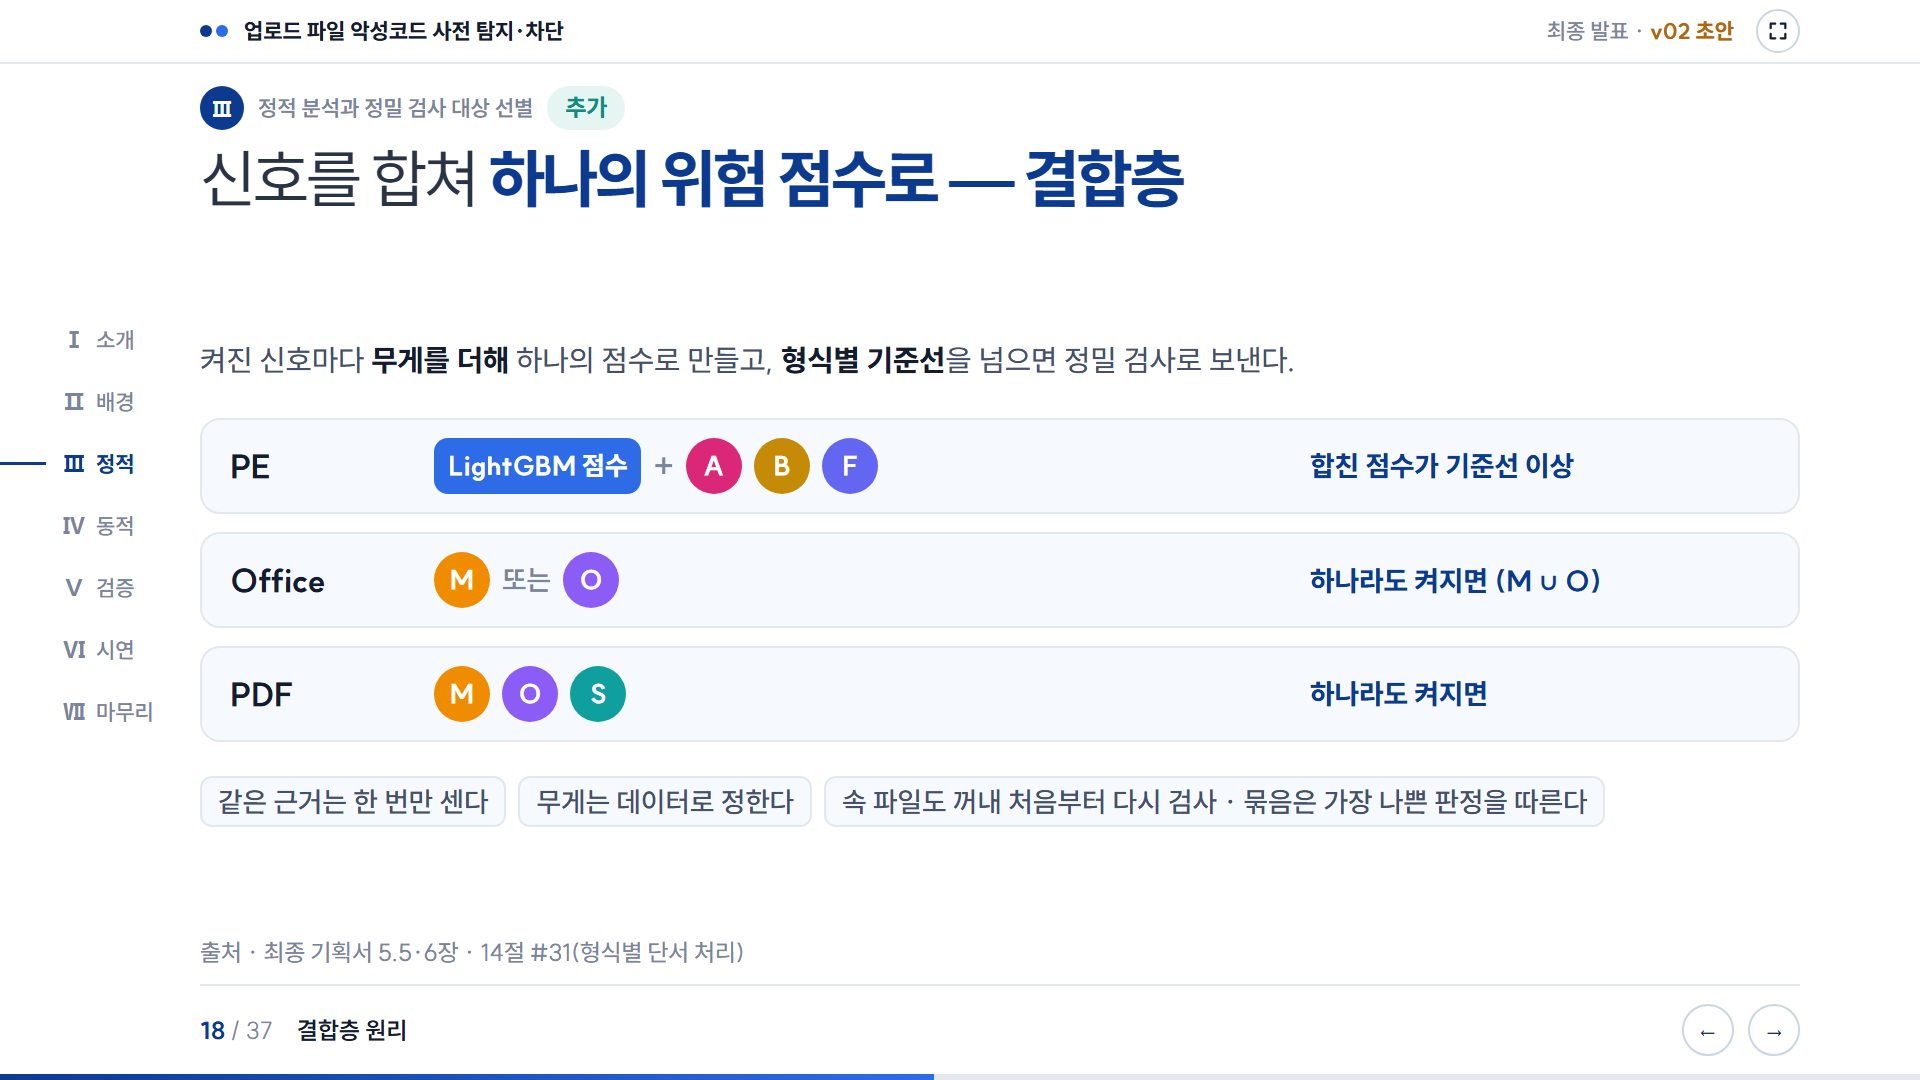 업로드 파일 악성코드 사전 탐지·차단
최종 발표 · v02 초안
Ⅲ 정적 분석과 정밀 검사 대상 선별 추가
신호를 합쳐 하나의 위험 점수로 — 결합층
Ⅰ 소개
Ⅱ 배경
Ⅲ 정적
Ⅳ 동적
Ⅴ 검증
Ⅵ 시연
Ⅶ 마무리
켜진 신호마다 무게를 더해 하나의 점수로 만들고, 형식별 기준선을 넘으면 정밀 검사로 보낸다.
PE LightGBM 점수 + A B F 합친 점수가 기준선 이상
Office M 또는 O 하나라도 켜지면 (M ∪ O)
PDF M O S 하나라도 켜지면
같은 근거는 한 번만 센다 무게는 데이터로 정한다 속 파일도 꺼내 처음부터 다시 검사 · 묶음은 가장 나쁜 판정을 따른다
출처 · 최종 기획서 5.5·6장 · 14절 #31(형식별 단서 처리)
18 / 37 결합층 원리
← →